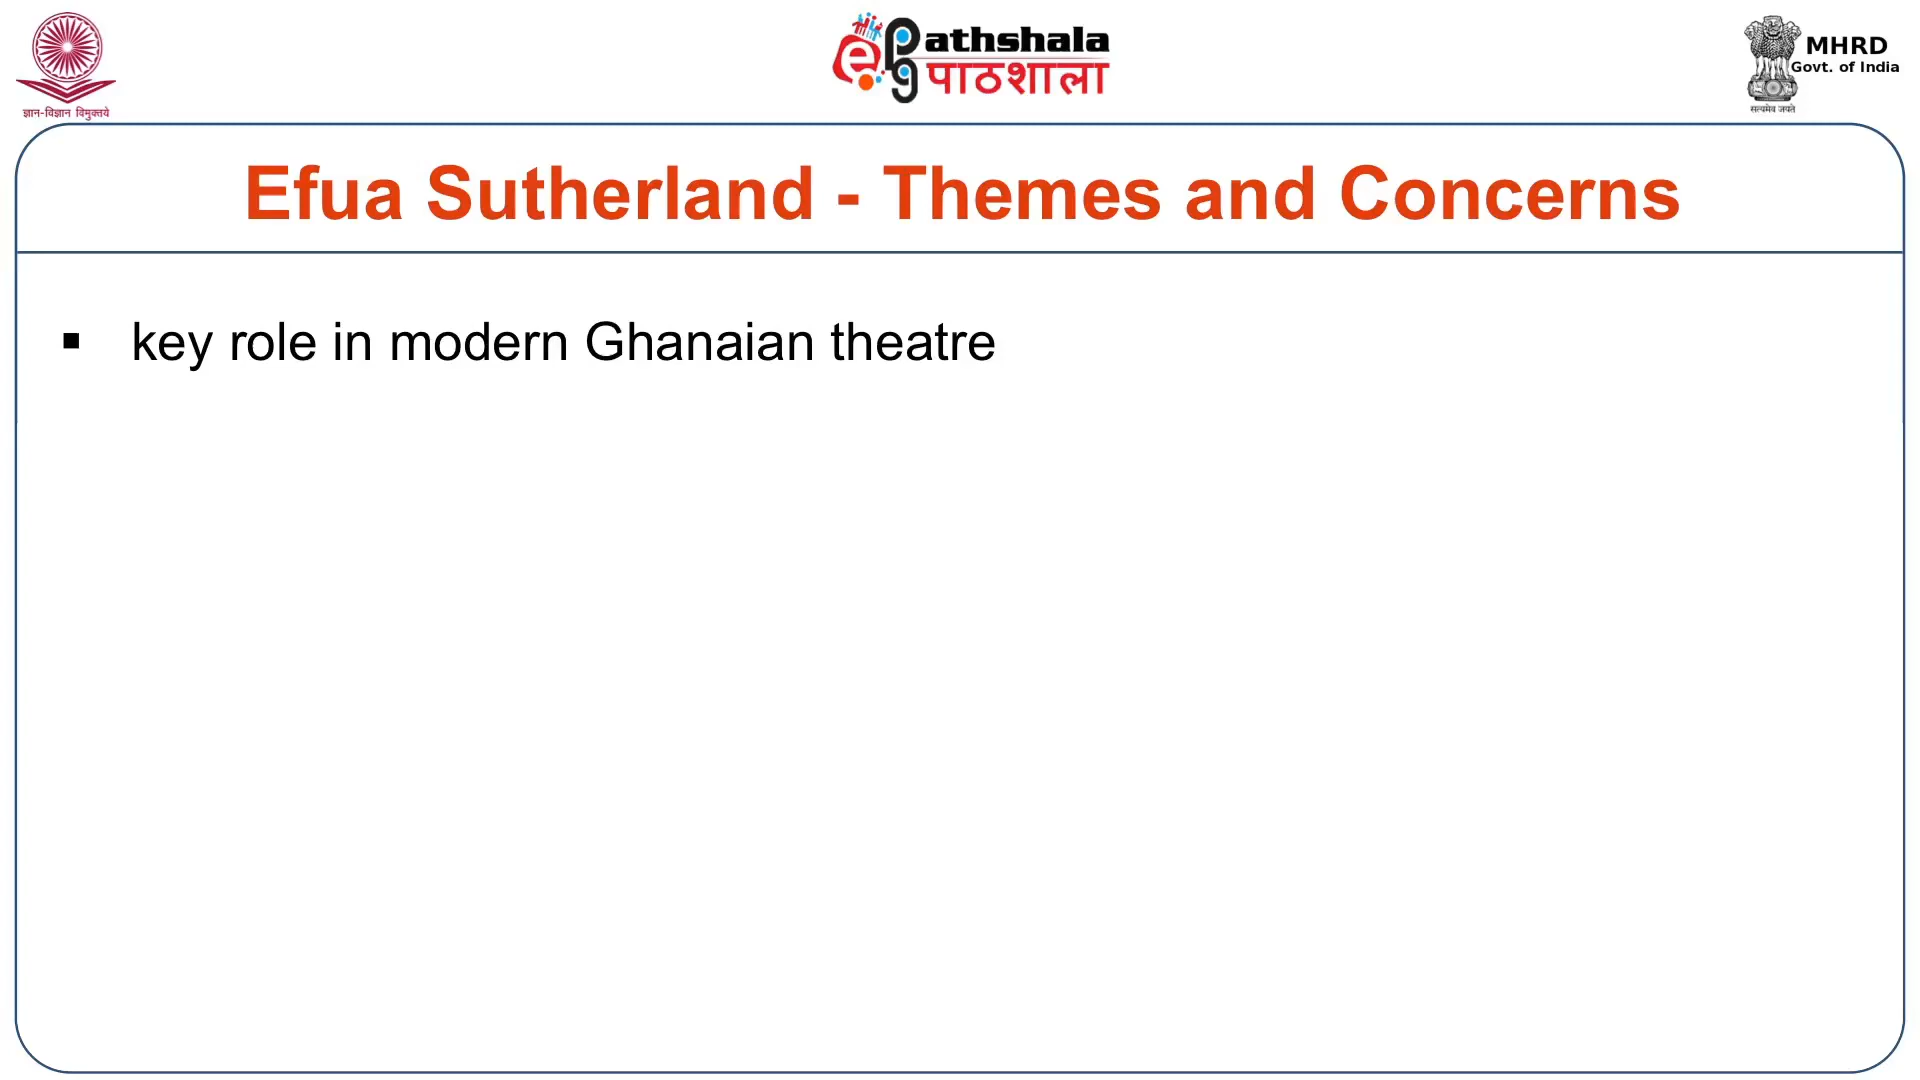 ज्ञान-विज्ञान विमुक्तये
ePathshala
पाठशाला
MHRD
Govt. of India
सत्यमेव जयते
Efua Sutherland - Themes and Concerns
▪ key role in modern Ghanaian theatre